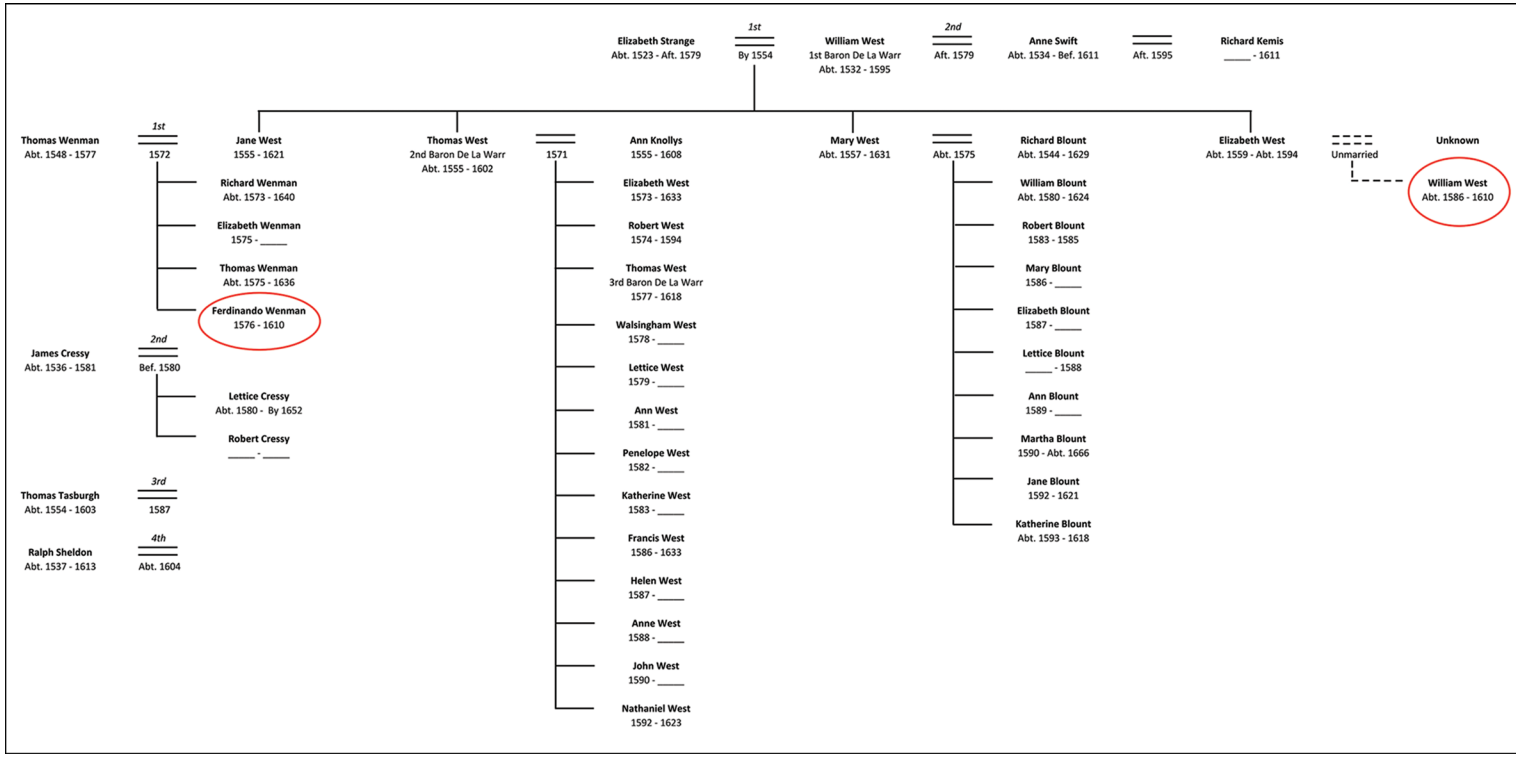 1st
2nd
Elizabeth Strange
William West
Anne Swift
Richard Kemis
Abt. 1523 - Aft. 1579
By 1554
1st Baron De La Warr
Aft. 1579
Abt. 1534 - Bef. 1611
Aft. 1595
_____ - 1611
Abt. 1532 - 1595
1st
Thomas Wenman
Jane West
Thomas West
Ann Knollys
Mary West
Richard Blount
Elizabeth West
Unknown
Abt. 1548 - 1577
1572
1555 - 1621
2nd Baron De La Warr
1571
1555 - 1608
Abt. 1557 - 1631
Abt. 1575
Abt. 1544 - 1629
Abt. 1559 - Abt. 1594
Unmarried
Abt. 1555 - 1602
Richard Wenman
Elizabeth West
William Blount
William West
Abt. 1573 - 1640
1573 - 1633
Abt. 1580 - 1624
Abt. 1586 - 1610
Elizabeth Wenman
Robert West
Robert Blount
1575 - _____
1574 - 1594
1583 - 1585
Thomas Wenman
Thomas West
Mary Blount
Abt. 1575 - 1636
3rd Baron De La Warr
1586 - _____
1577 - 1618
Ferdinando Wenman
Elizabeth Blount
1576 - 1610
Walsingham West
1587 - _____
2nd
1578 - _____
James Cressy
Lettice Blount
Abt. 1536 - 1581
Bef. 1580
Lettice West
_____ - 1588
1579 - _____
Lettice Cressy
Ann Blount
Abt. 1580 - By 1652
Ann West
1589 - _____
1581 - _____
Robert Cressy
Martha Blount
_____ - _____
Penelope West
1590 - Abt. 1666
1582 - _____
3rd
Jane Blount
Thomas Tasburgh
Katherine West
1592 - 1621
Abt. 1554 - 1603
1587
1583 - _____
Katherine Blount
4th
Francis West
Abt. 1593 - 1618
Ralph Sheldon
1586 - 1633
Abt. 1537 - 1613
Abt. 1604
Helen West
1587 - _____
Anne West
1588 - _____
John West
1590 - _____
Nathaniel West
1592 - 1623